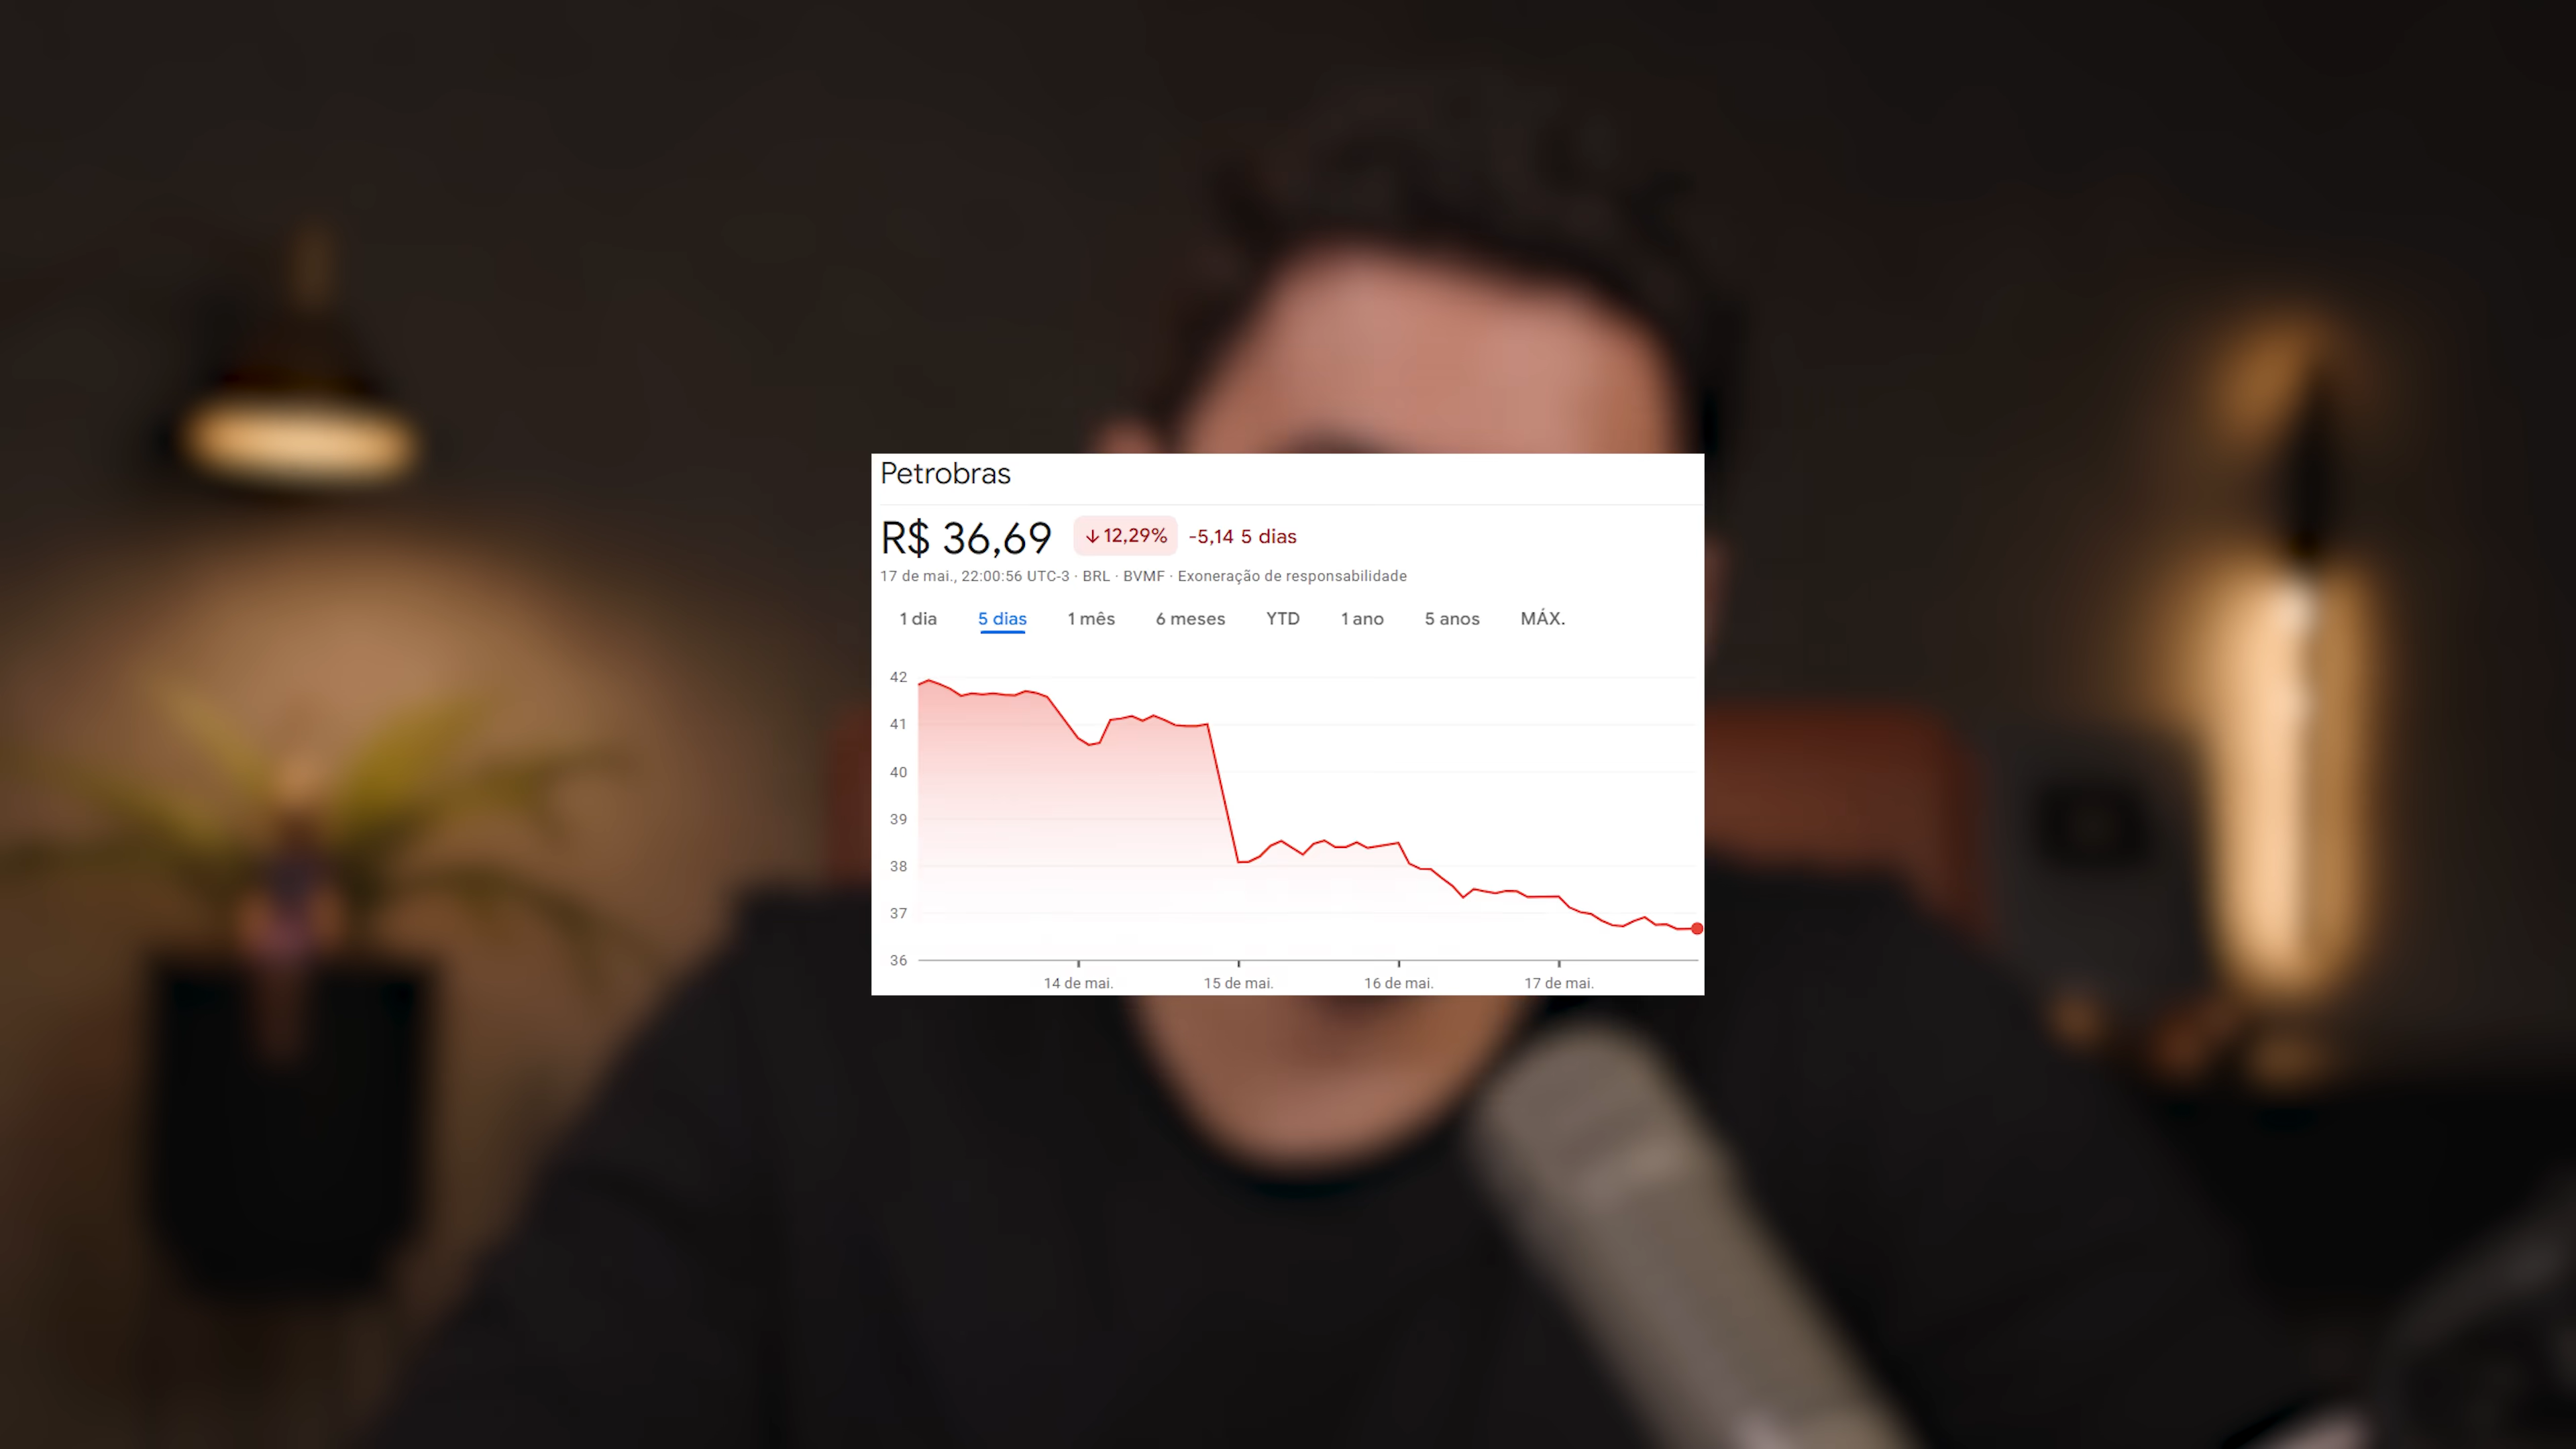 Petrobras
R$ 36,69 ↓12,29% -5,14 5 dias
17 de mai., 22:00:56 UTC-3 · BRL · BVMF · Exoneração de responsabilidade
1 dia 5 dias 1 mês 6 meses YTD 1 ano 5 anos MÁX.
42
41
40
39
38
37
36
14 de mai. 15 de mai. 16 de mai. 17 de mai.